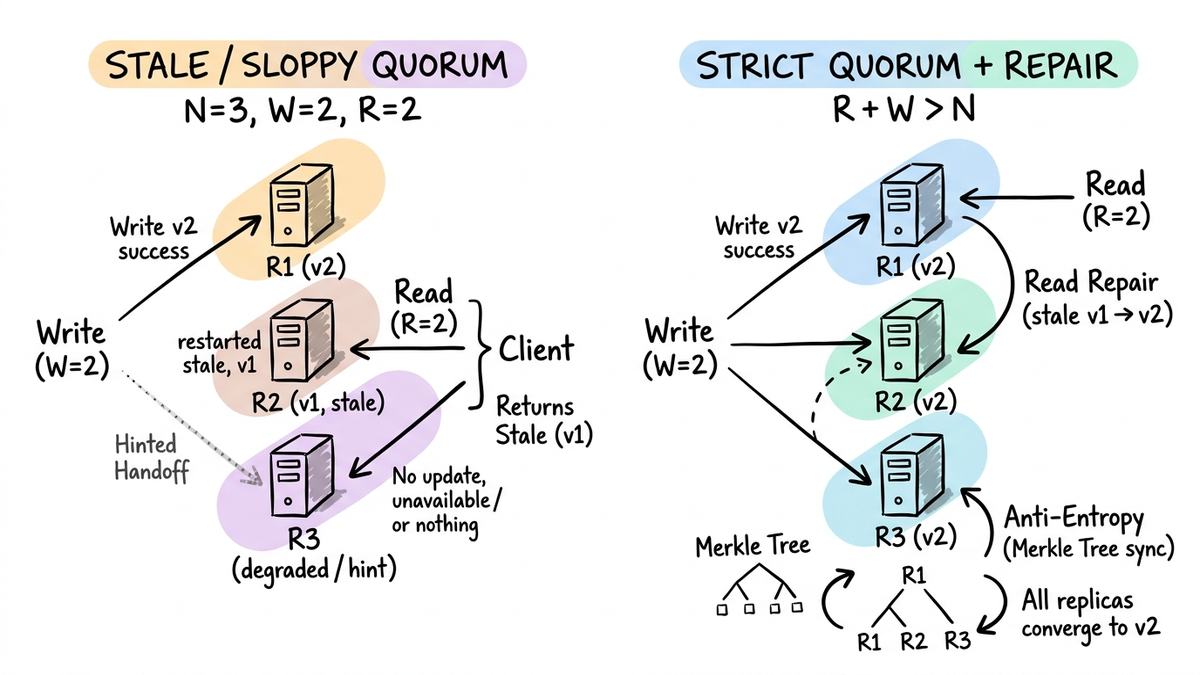 STALE / SLOPPY QUORUM
N=3, W=2, R=2
Write v2
success
R1 (v2)
Write
(W=2)
restarted
stale, v1
R2 (v1, stale)
Read
(R=2)
Client
Returns
Stale (v1)
Hinted
Handoff
No update,
unavailable/
or nothing
R3
(degraded / hint)
STRICT QUORUM + REPAIR
R + W > N
Write v2
success
R1 (v2)
Read
(R=2)
Read Repair
(stale v1 → v2)
Write
(W=2)
R2 (v2)
R3 (v2)
Anti-Entropy
(Merkle Tree sync)
Merkle Tree
R1
R1 R2 R3
All replicas
converge to v2